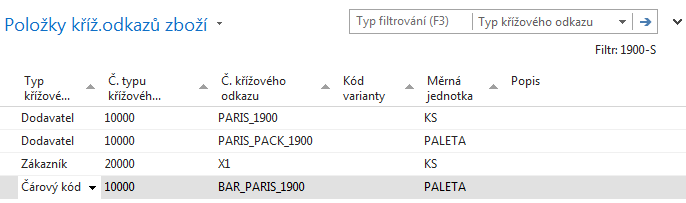 Položky kříž.odkazů zboží
Typ filtrování (F3) Typ křížového odkazu
Filtr: 1900-S
Typ křížové... Č. typu křížovéh... Č. křížového odkazu Kód varianty Měrná jednotka Popis
Dodavatel 10000 PARIS_1900 KS
Dodavatel 10000 PARIS_PACK_1900 PALETA
Zákazník 20000 X1 KS
Čárový kód 10000 BAR_PARIS_1900 PALETA